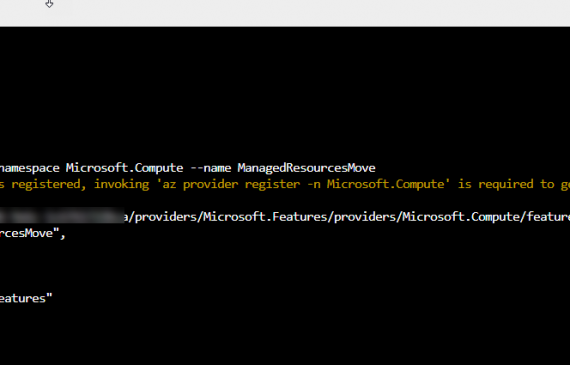 namespace Microsoft.Compute --name ManagedResourcesMove
s registered, invoking 'az provider register -n Microsoft.Compute' is required to ge
a/providers/Microsoft.Features/providers/Microsoft.Compute/feature
rcesMove",
eatures"